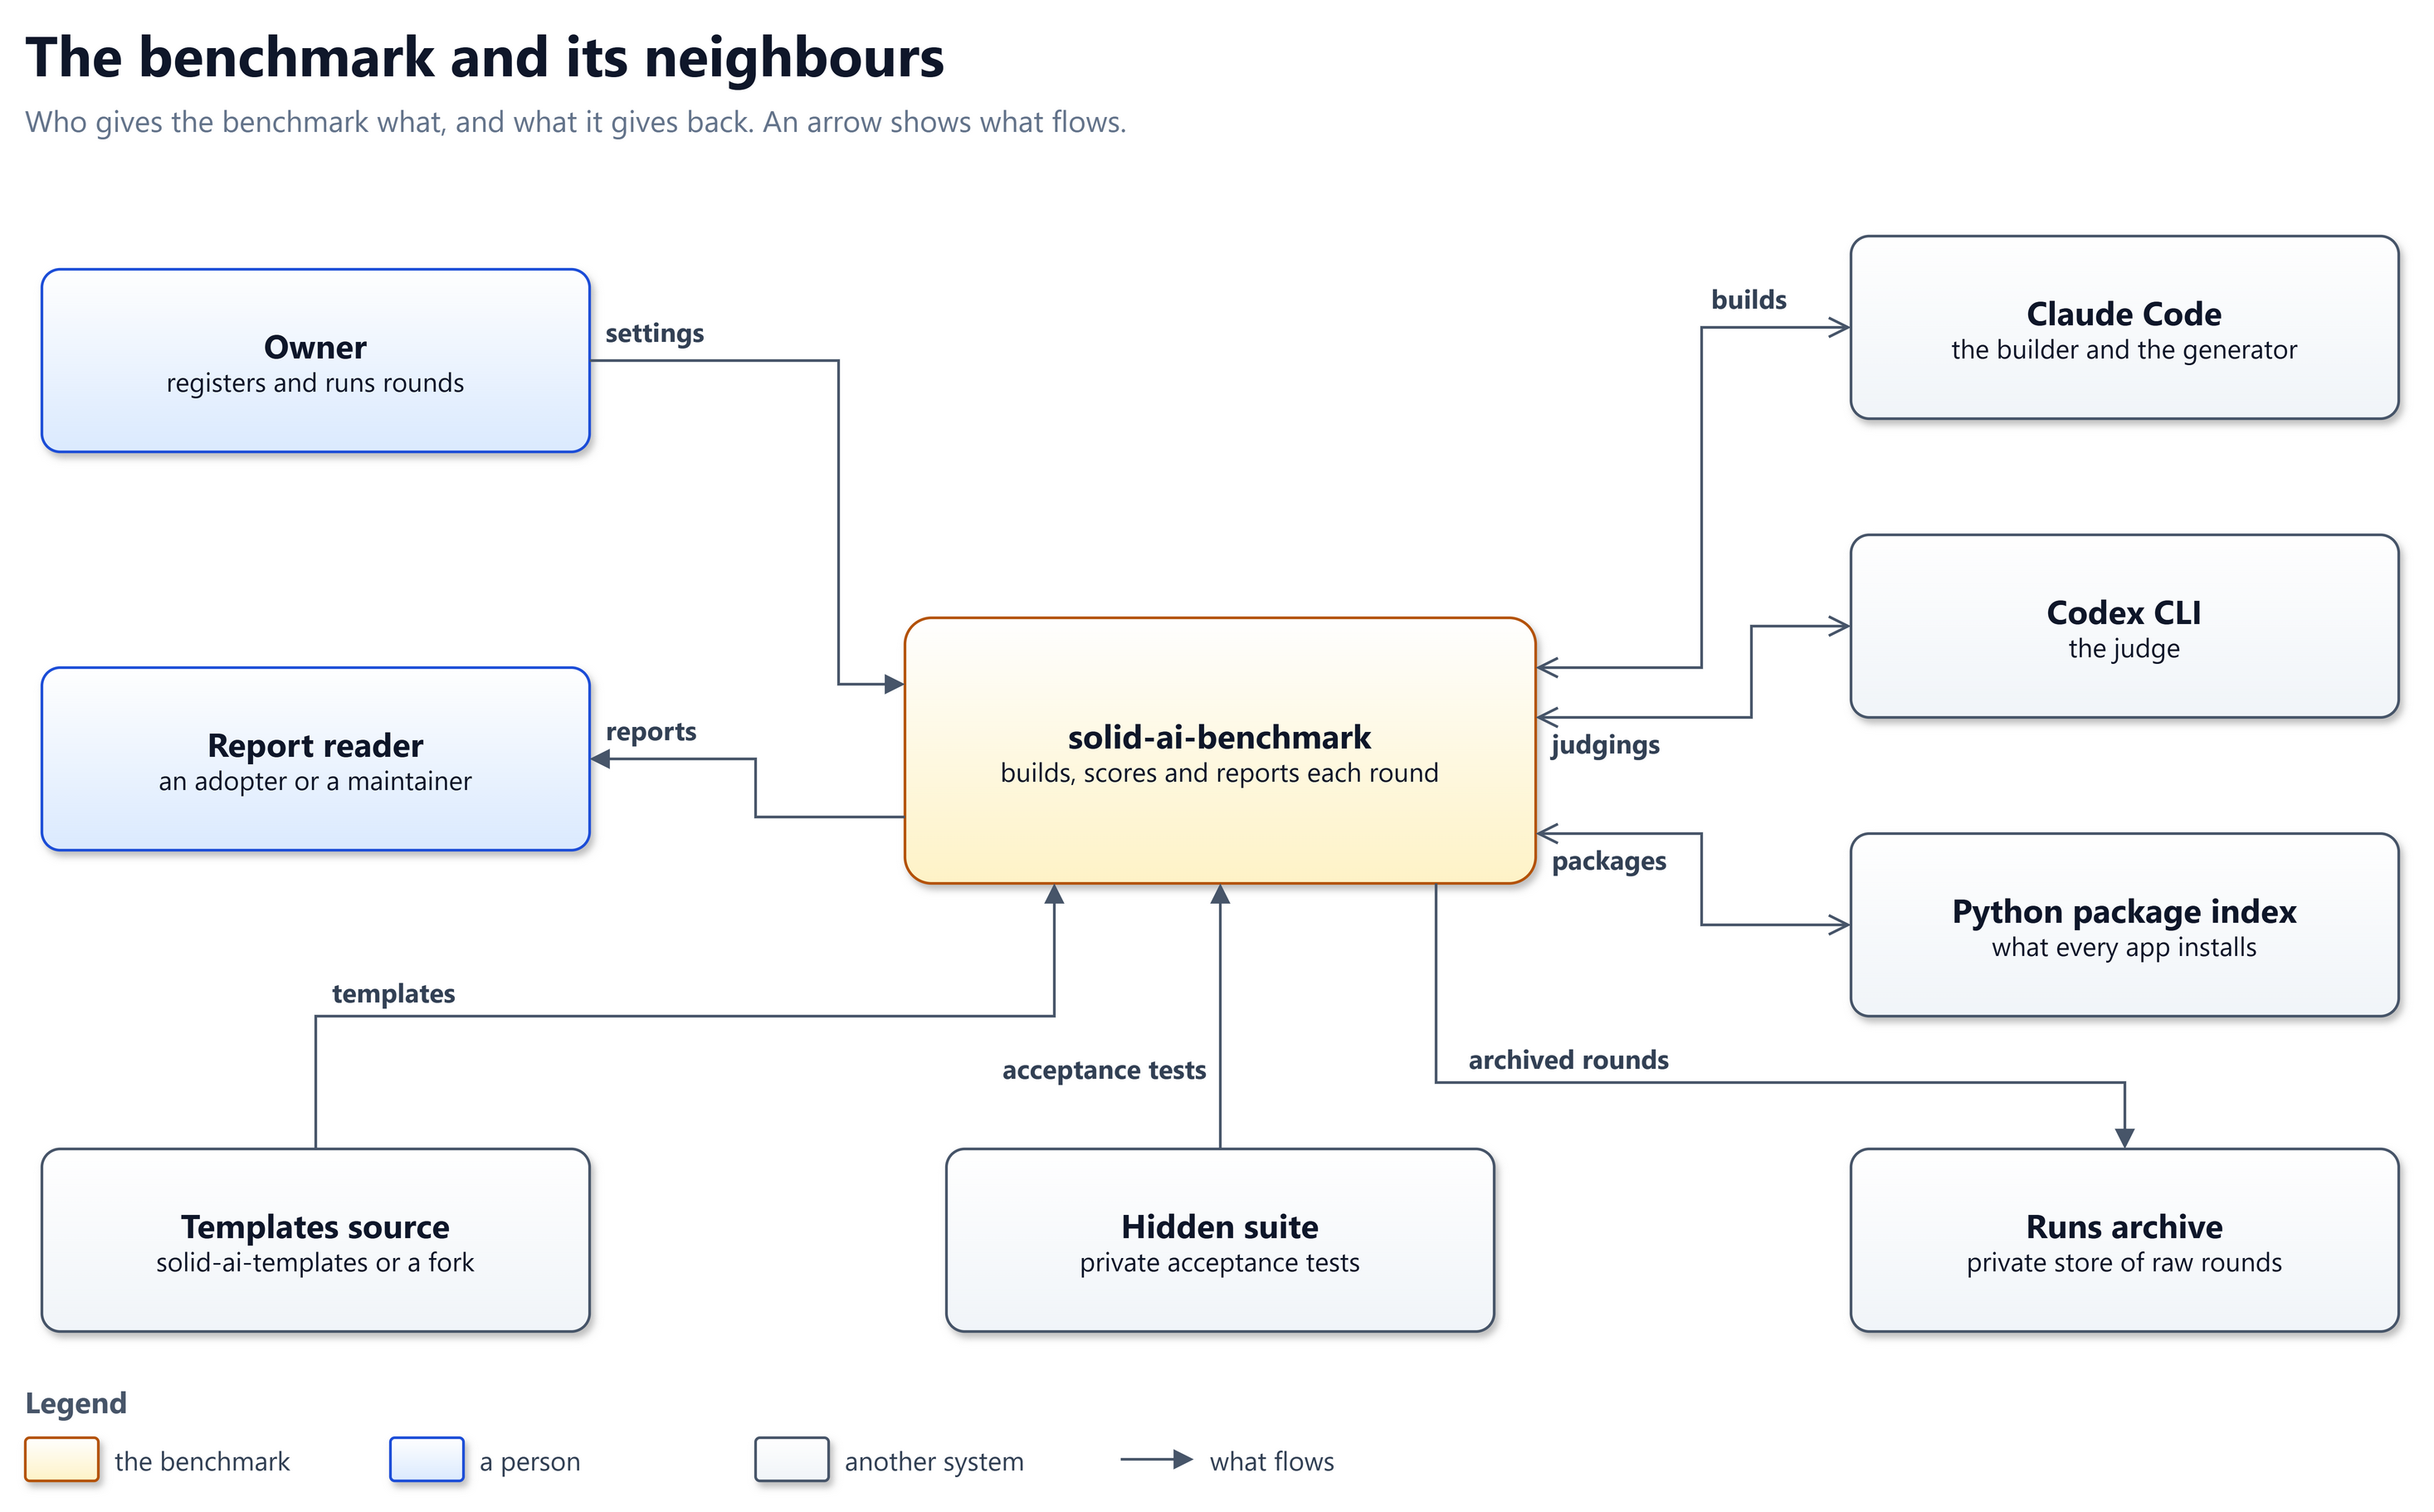 The benchmark and its neighbours
Who gives the benchmark what, and what it gives back. An arrow shows what flows.
Owner
registers and runs rounds
settings
builds
Claude Code
the builder and the generator
Codex CLI
the judge
Report reader
an adopter or a maintainer
reports
solid-ai-benchmark
builds, scores and reports each round
judgings
packages
Python package index
what every app installs
templates
acceptance tests
archived rounds
Templates source
solid-ai-templates or a fork
Hidden suite
private acceptance tests
Runs archive
private store of raw rounds
Legend
the benchmark
a person
another system
what flows